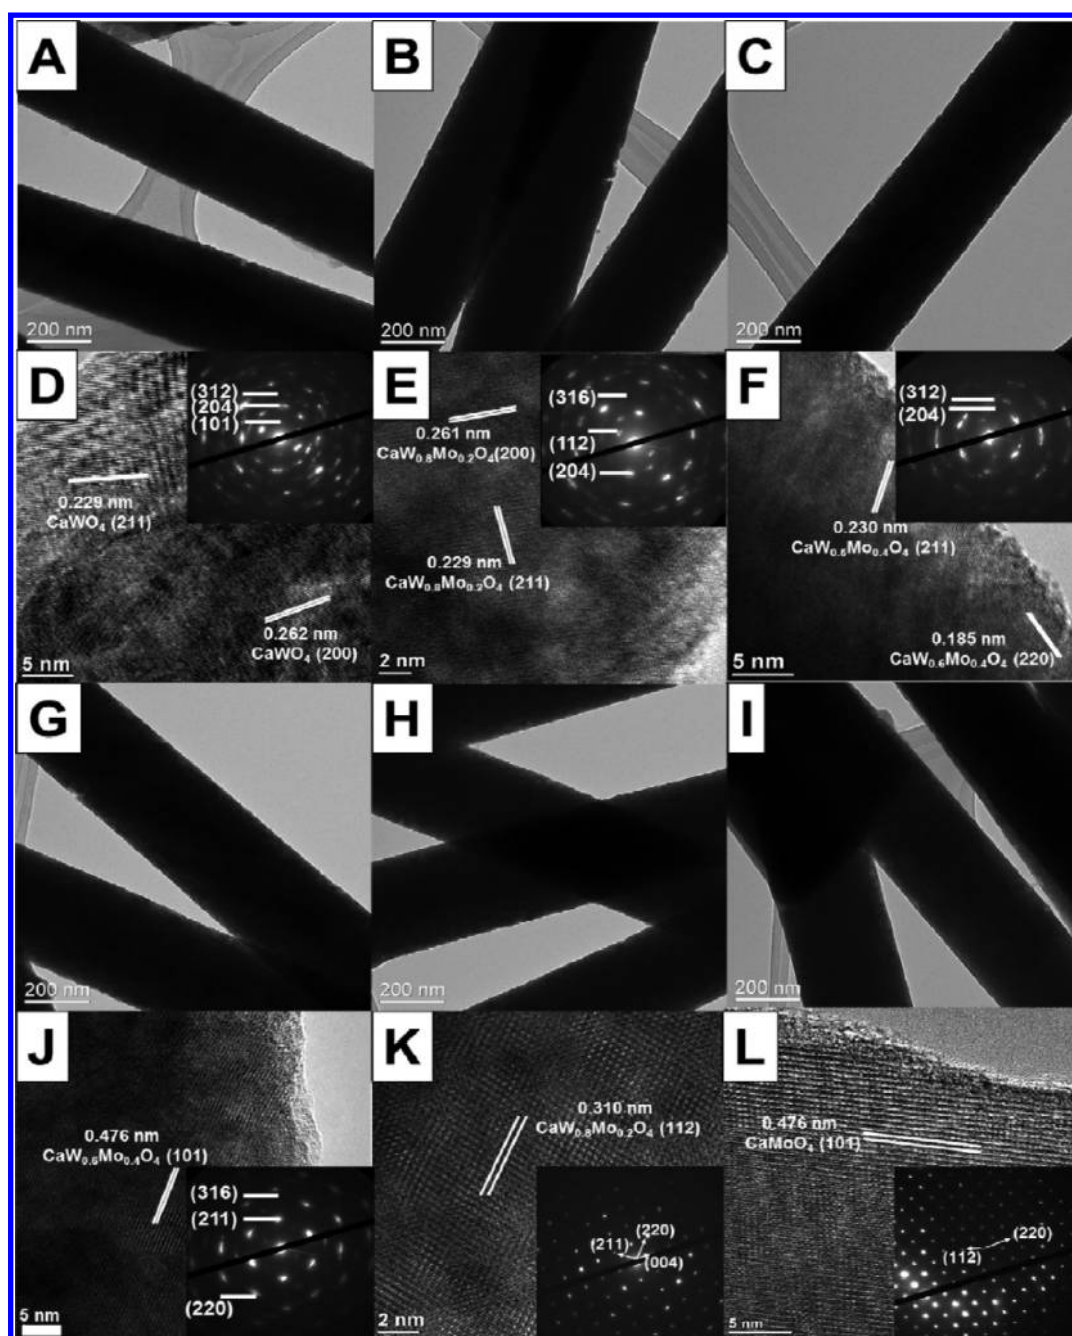 A
B
C
200 nm
200 nm
200 nm
D
(312)
(204)
(101)
0.229 nm
CaWO₄ (211)
0.262 nm
CaWO₄ (200)
5 nm
E
(316)
(112)
(204)
0.261 nm
CaW₀.₈Mo₀.₂O₄(200)
0.229 nm
CaW₀.₈Mo₀.₂O₄ (211)
2 nm
F
(312)
(204)
0.230 nm
CaW₀.₆Mo₀.₄O₄ (211)
0.185 nm
CaW₀.₆Mo₀.₄O₄ (220)
5 nm
G
H
I
200 nm
200 nm
200 nm
J
0.476 nm
CaW₀.₆Mo₀.₄O₄ (101)
(316)
(211)
(220)
5 nm
K
0.310 nm
CaW₀.₈Mo₀.₂O₄ (112)
(220)
(211)
(004)
2 nm
L
0.476 nm
CaMoO₄ (101)
(220)
(112)
5 nm